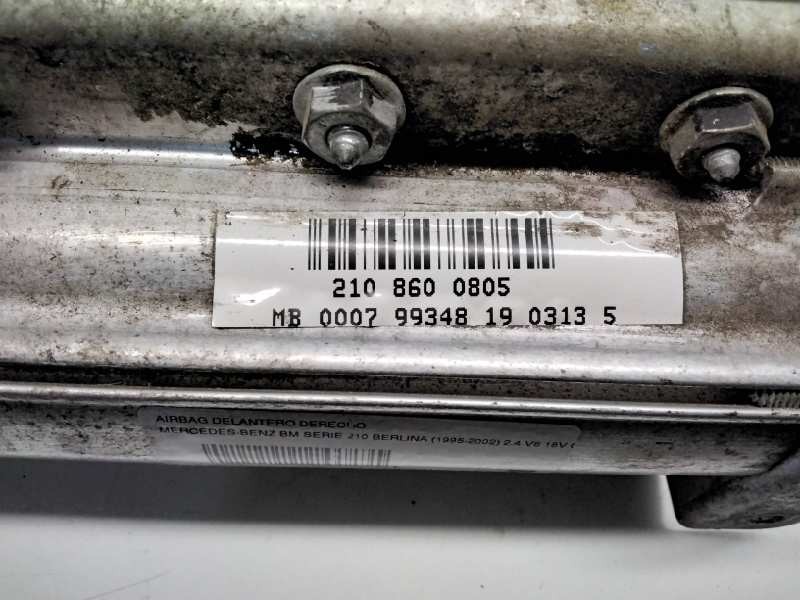 210 860 0805
MB 0007 99348 19 0313 5
AIRBAG DELANTERO DERECHO
MERCEDES-BENZ BM SERIE 210 BERLINA (1995-2002) 2.4 V6 18V (